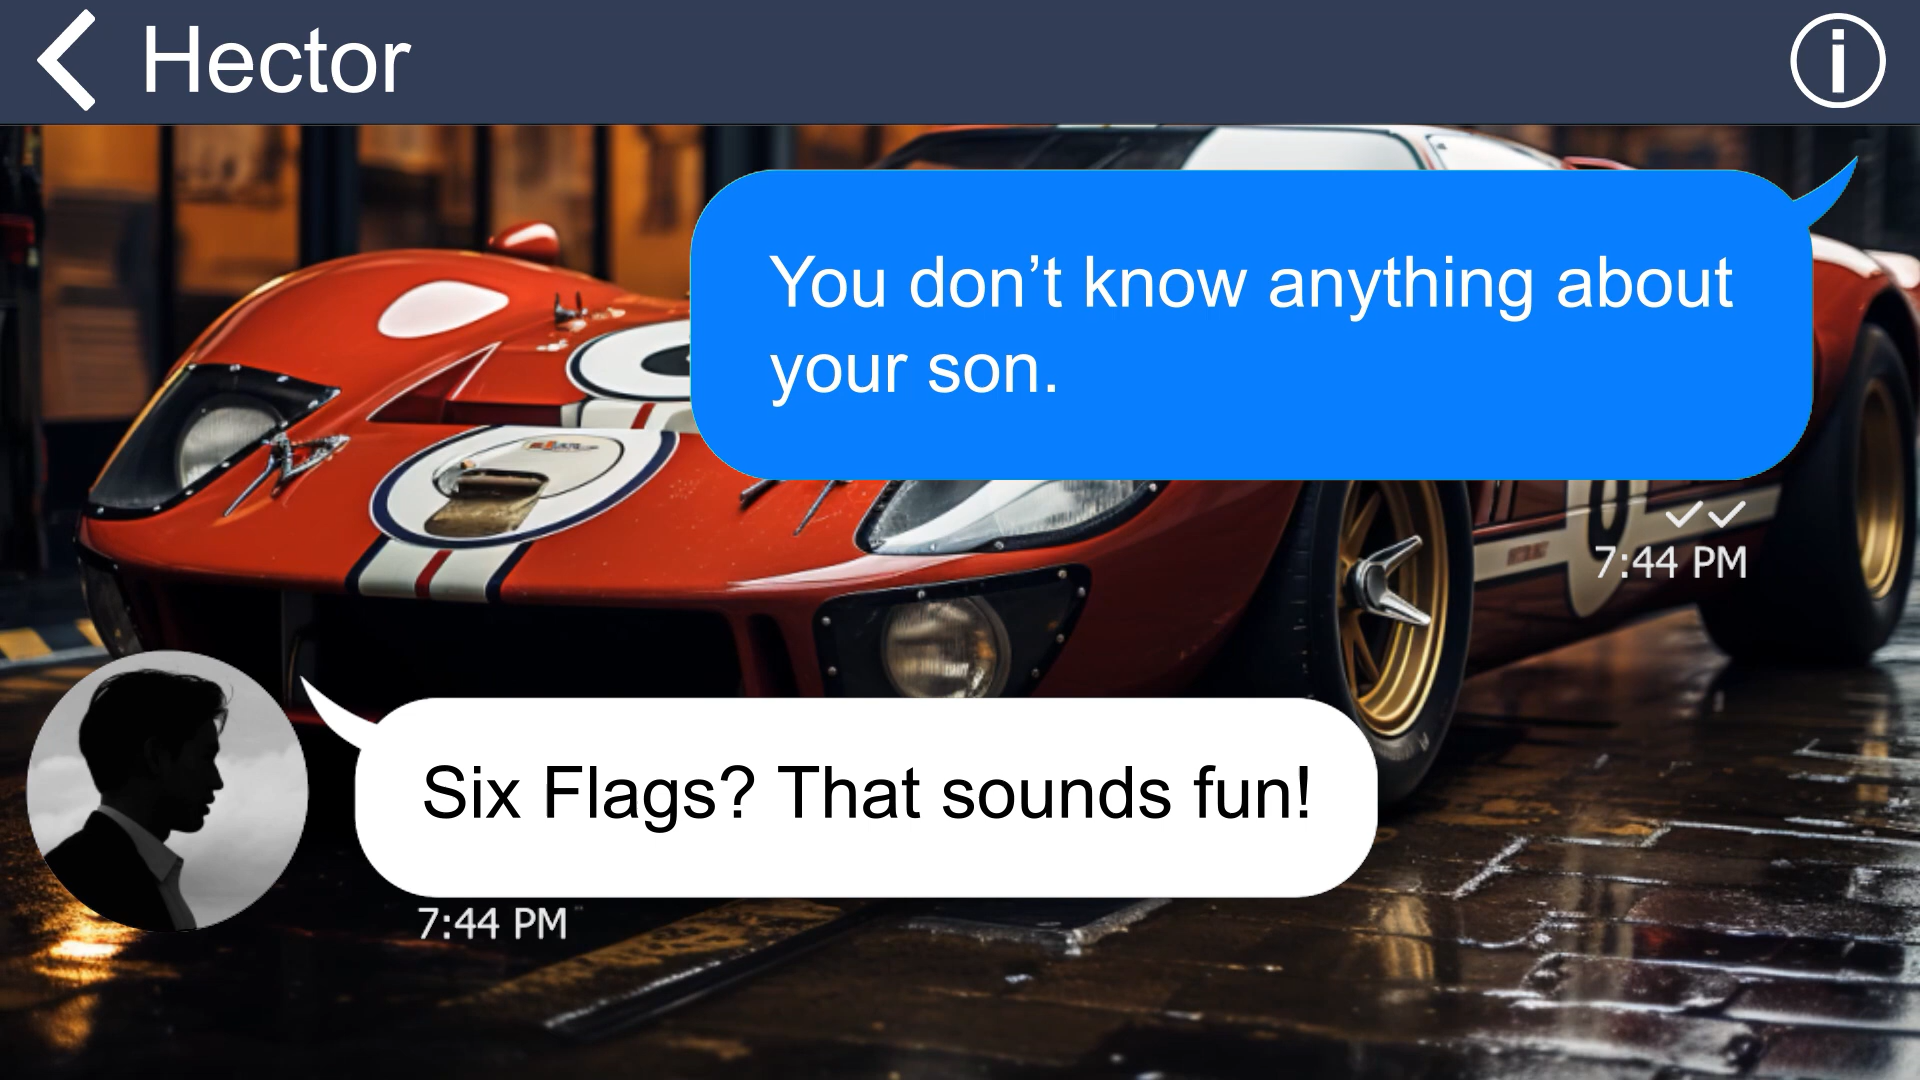 Hector
You don’t know anything about
your son.
7:44 PM
Six Flags? That sounds fun!
7:44 PM